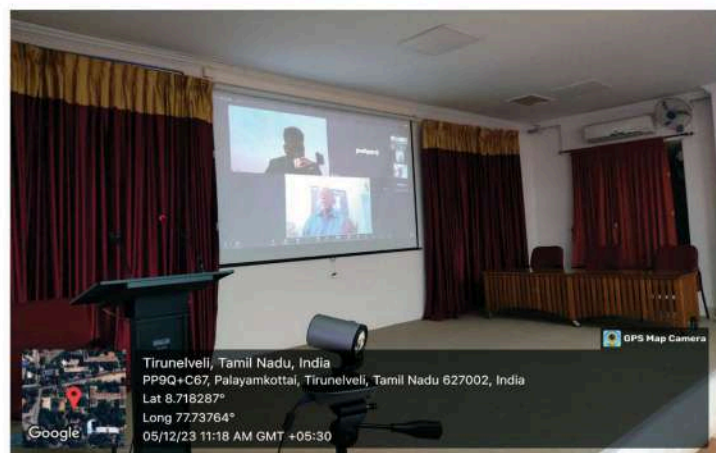 GPS Map Camera
Tirunelveli, Tamil Nadu, India
PP9Q+C67, Palayamkottai, Tirunelveli, Tamil Nadu 627002, India
Lat 8.718287°
Long 77.73764°
05/12/23 11:18 AM GMT +05:30
Google